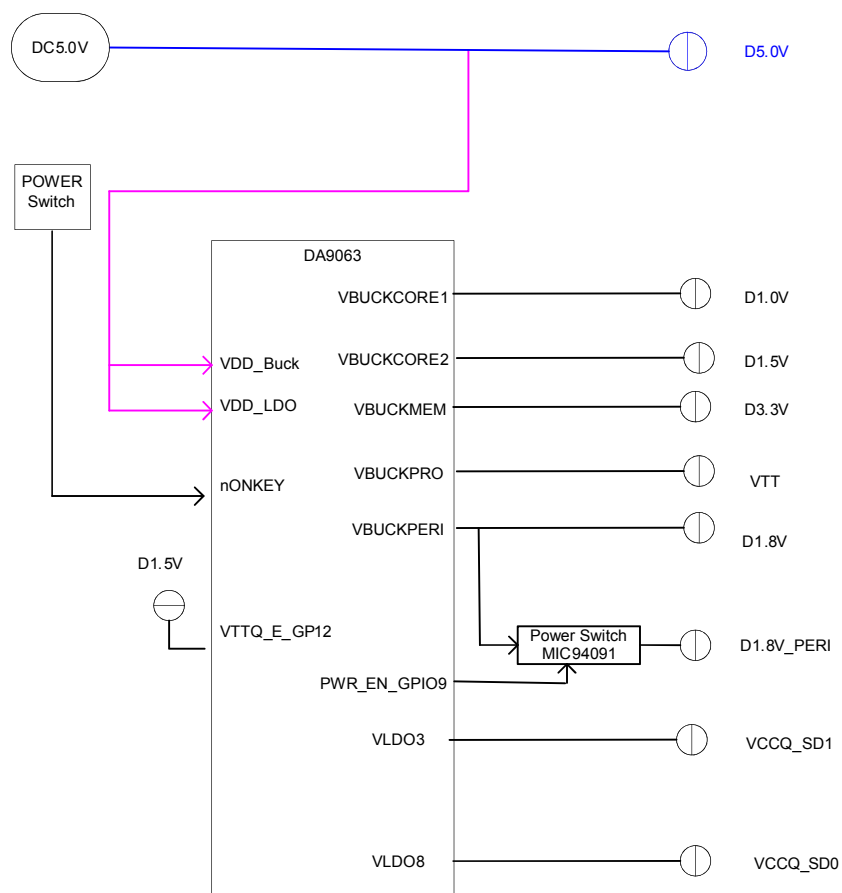 DC5.0V
D5.0V
POWER
Switch
DA9063
VBUCKCORE1
D1.0V
VDD_Buck
VBUCKCORE2
D1.5V
VDD_LDO
VBUCKMEM
D3.3V
nONKEY
VBUCKPRO
VTT
VBUCKPERI
D1.8V
D1.5V
VTTQ_E_GP12
Power Switch
MIC94091
D1.8V_PERI
PWR_EN_GPIO9
VLDO3
VCCQ_SD1
VLDO8
VCCQ_SD0